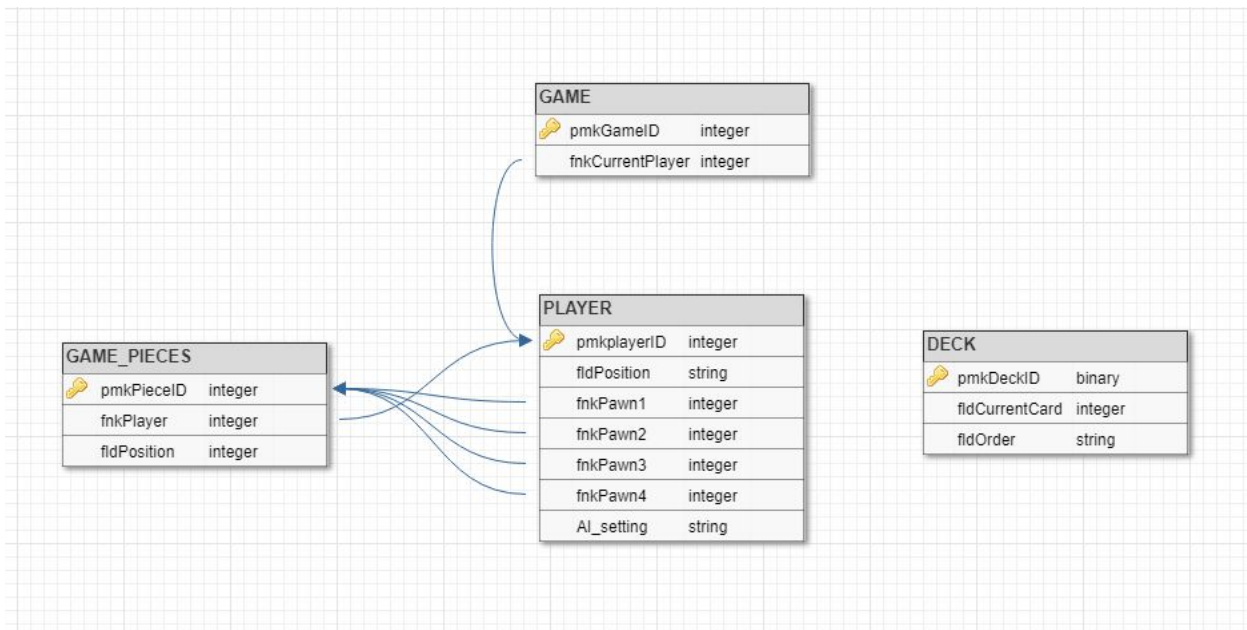 GAME
pmkGameID integer
fnkCurrentPlayer integer
PLAYER
pmkplayerID integer
fldPosition string
fnkPawn1 integer
fnkPawn2 integer
fnkPawn3 integer
fnkPawn4 integer
AI_setting string
GAME_PIECES
pmkPieceID integer
fnkPlayer integer
fldPosition integer
DECK
pmkDeckID binary
fldCurrentCard integer
fldOrder string